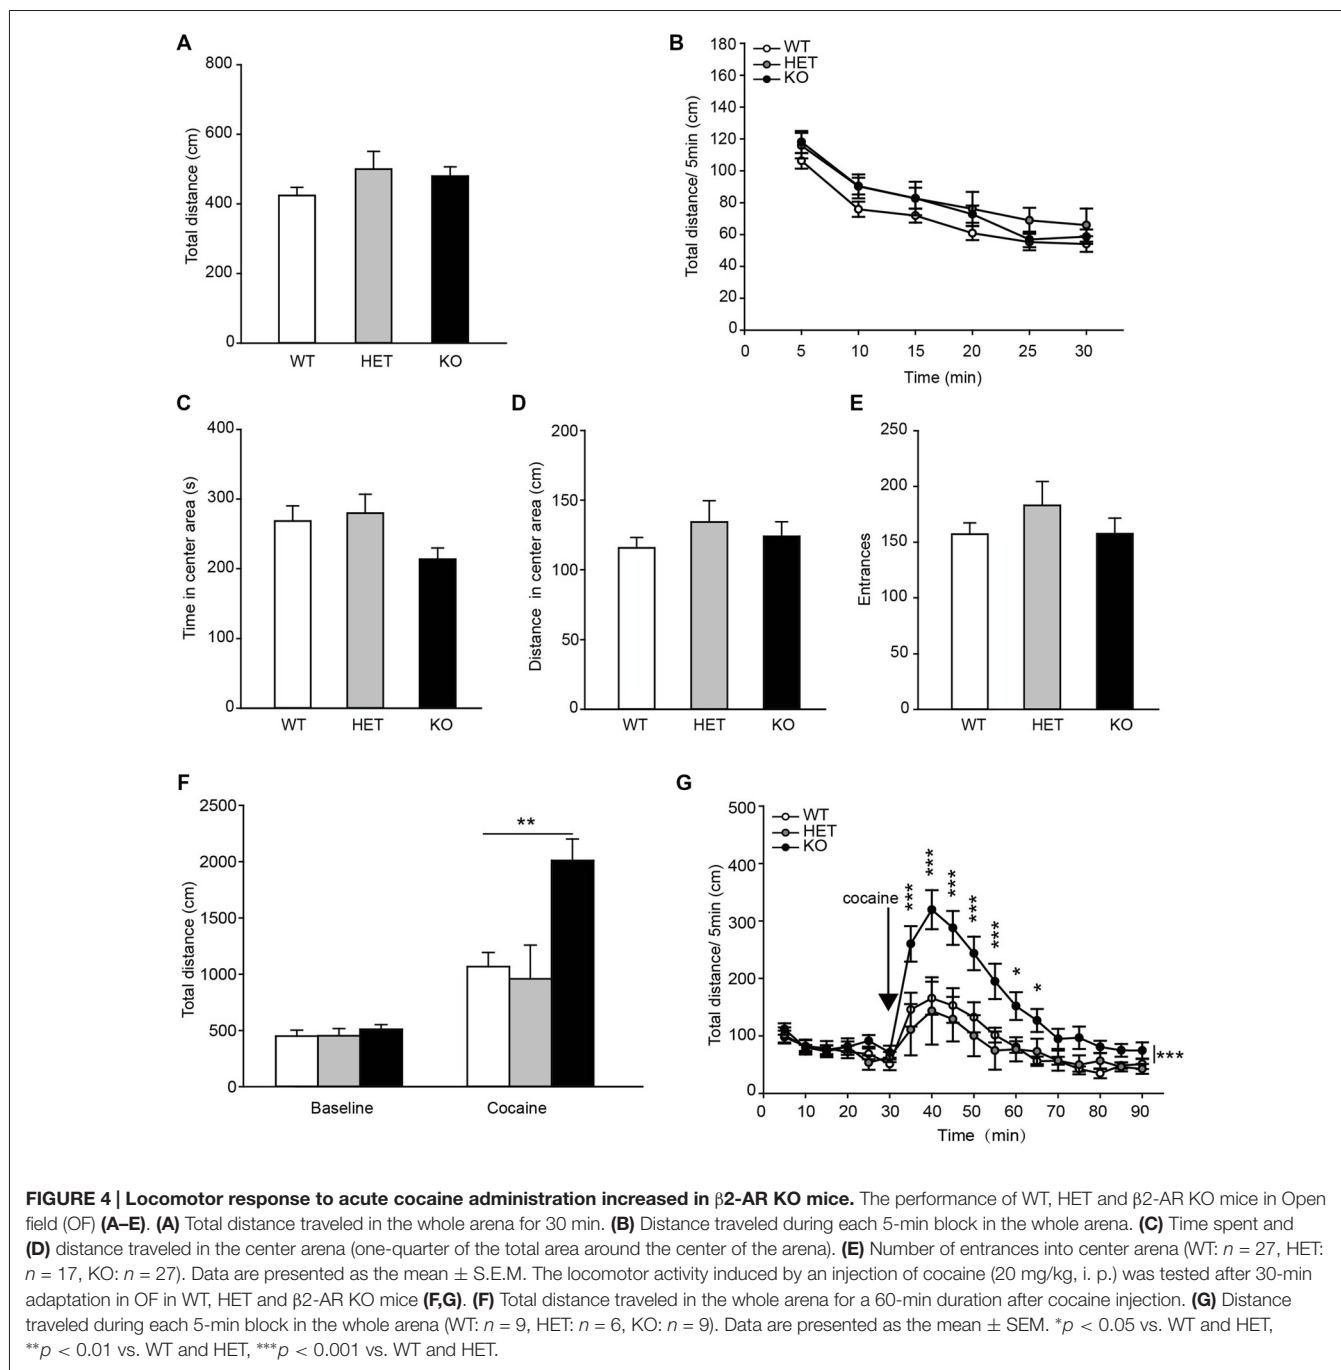 A
Total distance (cm)
800
600
400
200
0
WT HET KO
B
WT
HET
KO
Total distance/ 5min (cm)
180
160
140
120
100
80
60
40
20
0
0 5 10 15 20 25 30
Time (min)
C
Time in center area (s)
400
300
200
100
0
WT HET KO
D
Distance in center area (cm)
200
150
100
50
0
WT HET KO
E
Entrances
250
200
150
100
50
0
WT HET KO
F
Total distance (cm)
2500
2000
1500
1000
500
0
**
Baseline Cocaine
G
WT
HET
KO
Total distance/ 5min (cm)
500
400
300
200
100
0
cocaine
***
***
***
***
***
*
*
***
0 10 20 30 40 50 60 70 80 90
Time (min)
FIGURE 4 | Locomotor response to acute cocaine administration increased in β2-AR KO mice. The performance of WT, HET and β2-AR KO mice in Open
field (OF) (A–E). (A) Total distance traveled in the whole arena for 30 min. (B) Distance traveled during each 5-min block in the whole arena. (C) Time spent and
(D) distance traveled in the center arena (one-quarter of the total area around the center of the arena). (E) Number of entrances into center arena (WT: n = 27, HET:
n = 17, KO: n = 27). Data are presented as the mean ± S.E.M. The locomotor activity induced by an injection of cocaine (20 mg/kg, i. p.) was tested after 30-min
adaptation in OF in WT, HET and β2-AR KO mice (F,G). (F) Total distance traveled in the whole arena for a 60-min duration after cocaine injection. (G) Distance
traveled during each 5-min block in the whole arena (WT: n = 9, HET: n = 6, KO: n = 9). Data are presented as the mean ± SEM. *p < 0.05 vs. WT and HET,
**p < 0.01 vs. WT and HET, ***p < 0.001 vs. WT and HET.